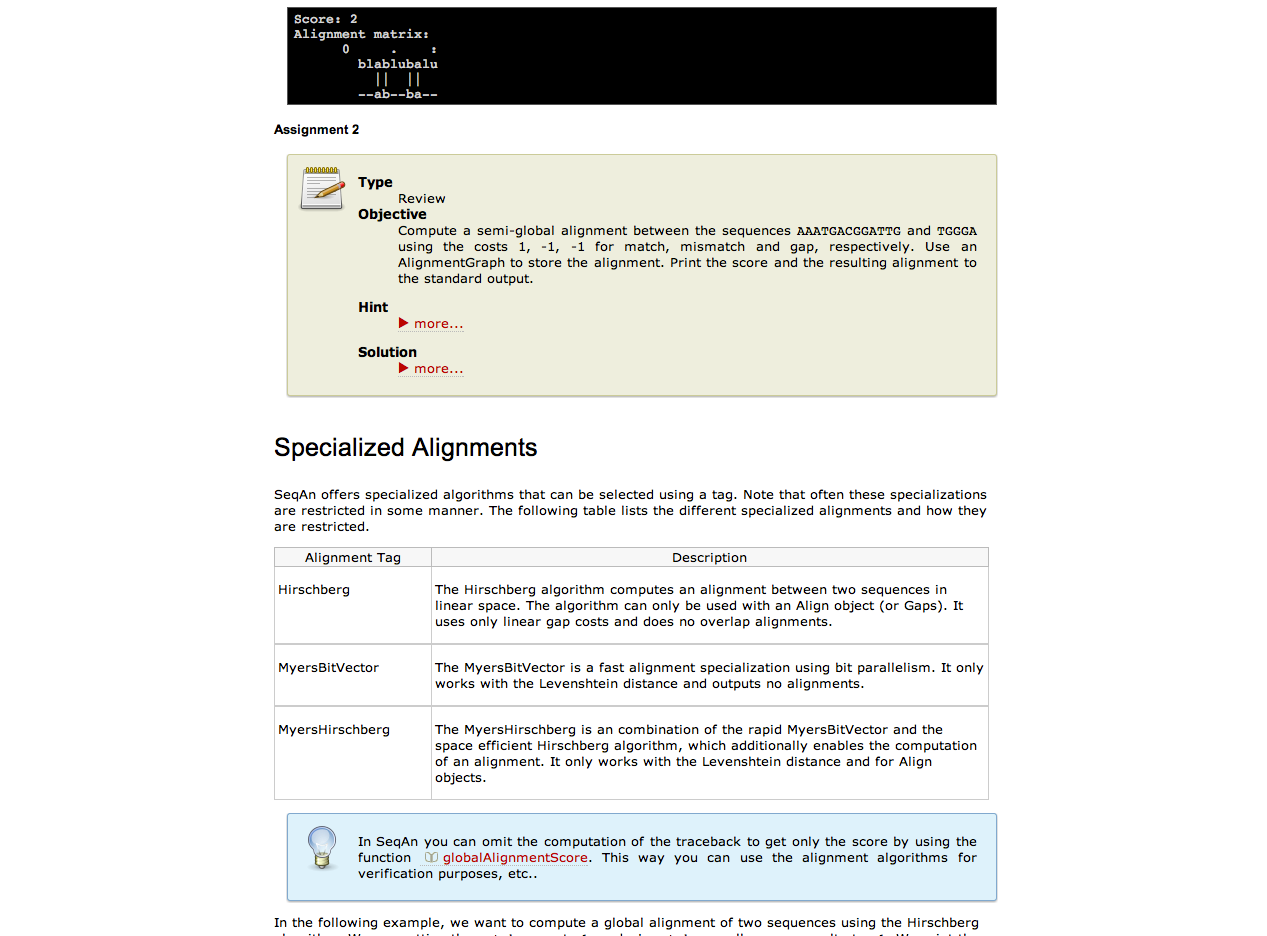 Score: 2
Alignment matrix:
0     .    :
blablubalu
||  ||
--ab--ba--
Assignment 2
Type
Review
Objective
Compute a semi-global alignment between the sequences AAATGACGGATTG and TGGGA
using the costs 1, -1, -1 for match, mismatch and gap, respectively. Use an
AlignmentGraph to store the alignment. Print the score and the resulting alignment to
the standard output.
Hint
▶ more...
Solution
▶ more...
Specialized Alignments
SeqAn offers specialized algorithms that can be selected using a tag. Note that often these specializations
are restricted in some manner. The following table lists the different specialized alignments and how they
are restricted.
Alignment Tag Description
Hirschberg The Hirschberg algorithm computes an alignment between two sequences in
linear space. The algorithm can only be used with an Align object (or Gaps). It
uses only linear gap costs and does no overlap alignments.
MyersBitVector The MyersBitVector is a fast alignment specialization using bit parallelism. It only
works with the Levenshtein distance and outputs no alignments.
MyersHirschberg The MyersHirschberg is an combination of the rapid MyersBitVector and the
space efficient Hirschberg algorithm, which additionally enables the computation
of an alignment. It only works with the Levenshtein distance and for Align
objects.
In SeqAn you can omit the computation of the traceback to get only the score by using the
function globalAlignmentScore. This way you can use the alignment algorithms for
verification purposes, etc..
In the following example, we want to compute a global alignment of two sequences using the Hirschberg